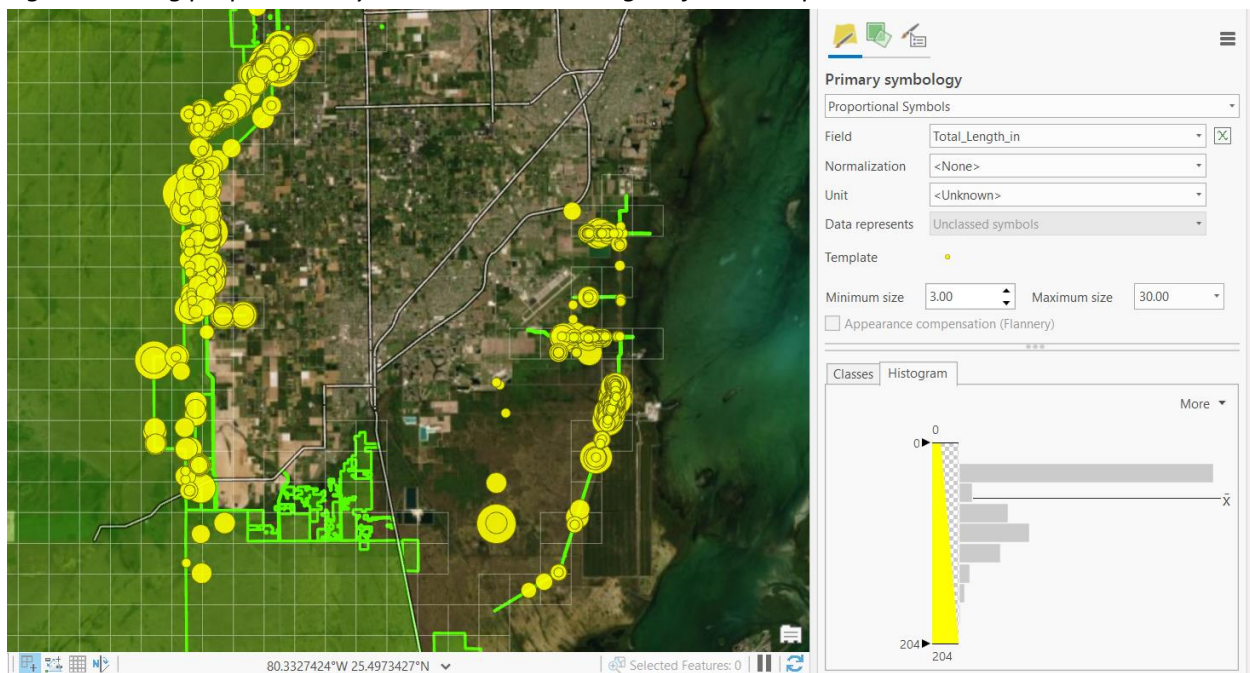 Primary symbology
Proportional Symbols
Field Total_Length_in
Normalization <None>
Unit <Unknown>
Data represents Unclassed symbols
Template
Minimum size 3.00 Maximum size 30.00
Appearance compensation (Flannery)
Classes Histogram
More
0
0
x̄
204
204
80.3327424°W 25.4973427°N
Selected Features: 0